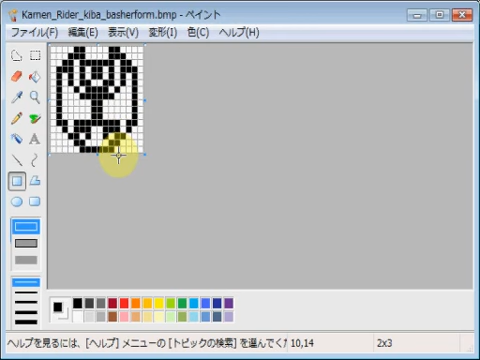 Kamen_Rider_kiba_basherform.bmp - ペイント
ファイル(F) 編集(E) 表示(V) 変形(I) 色(C) ヘルプ(H)
A
ヘルプを見るには、[ヘルプ] メニューの [トピックの検索] を選んでくだ 10,14 2x3